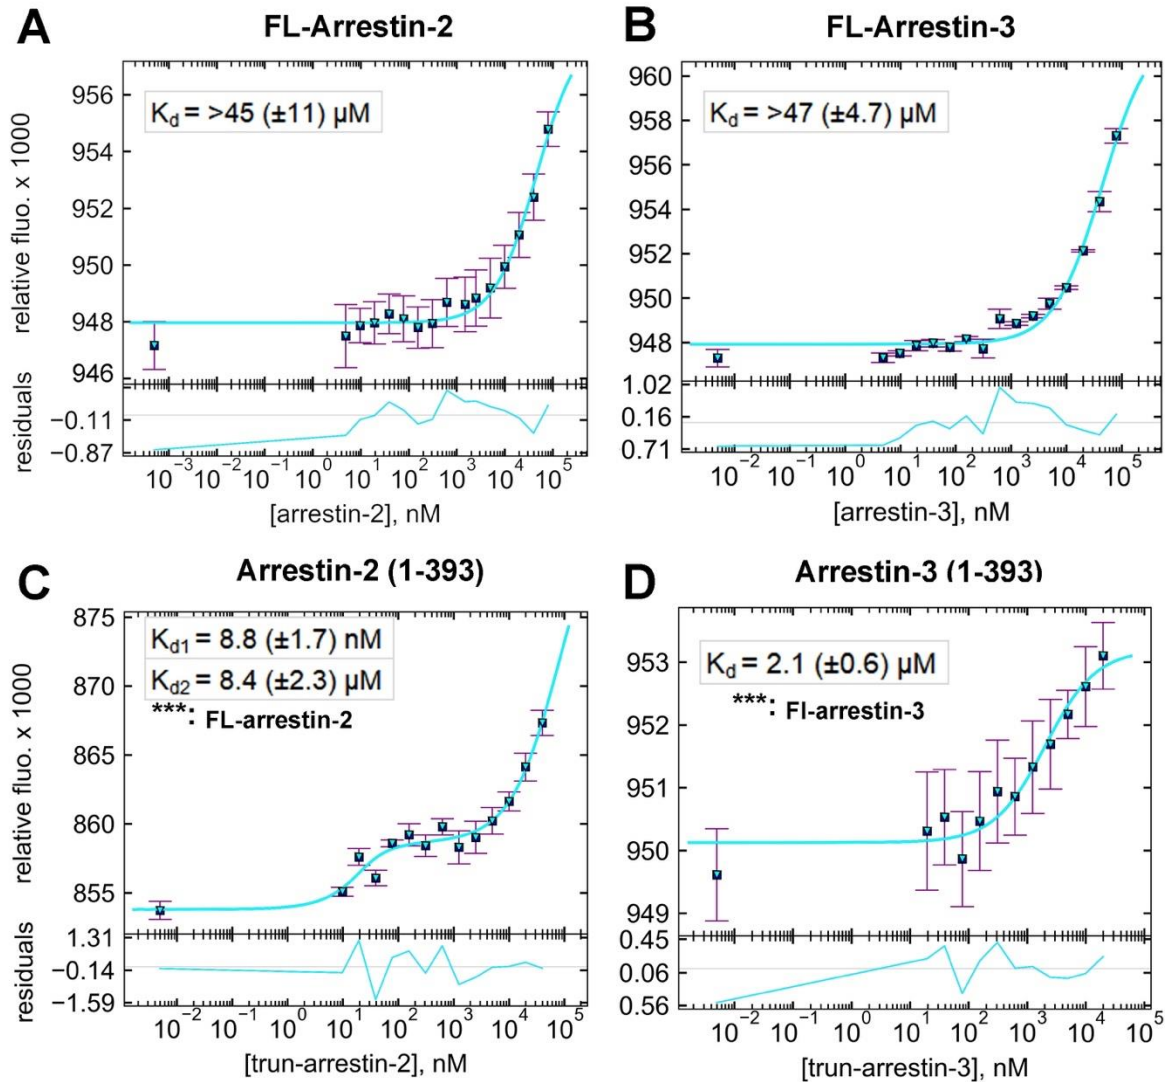 A
FL-Arrestin-2
K_d = >45 (±11) µM
relative fluo. x 1000
956
954
952
950
948
946
residuals
−0.11
−0.87
10^−3 10^−2 10^−1 10^0 10^1 10^2 10^3 10^4 10^5
[arrestin-2], nM
B
FL-Arrestin-3
K_d = >47 (±4.7) µM
960
958
956
954
952
950
948
1.02
0.16
0.71
10^−2 10^−1 10^0 10^1 10^2 10^3 10^4 10^5
[arrestin-3], nM
C
Arrestin-2 (1-393)
K_d1 = 8.8 (±1.7) nM
K_d2 = 8.4 (±2.3) µM
***: FL-arrestin-2
relative fluo. x 1000
875
870
865
860
855
residuals
1.31
−0.14
−1.59
10^−2 10^−1 10^0 10^1 10^2 10^3 10^4 10^5
[trun-arrestin-2], nM
D
Arrestin-3 (1-393)
K_d = 2.1 (±0.6) µM
***: Fl-arrestin-3
953
952
951
950
949
0.45
0.06
0.56
10^−2 10^−1 10^0 10^1 10^2 10^3 10^4 10^5
[trun-arrestin-3], nM